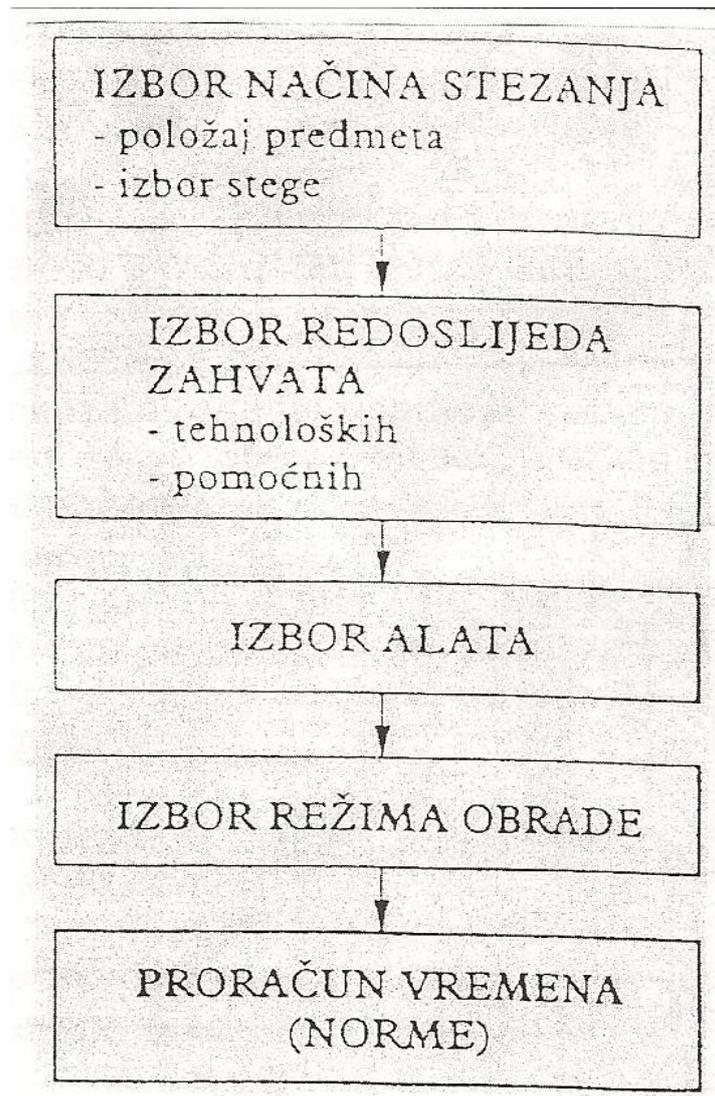 IZBOR NAČINA STEZANJA
- položaj predmeta
- izbor stege
IZBOR REDOSLIJEDA
ZAHVATA
- tehnoloških
- pomoćnih
IZBOR ALATA
IZBOR REŽIMA OBRADE
PRORAČUN VREMENA
(NORME)